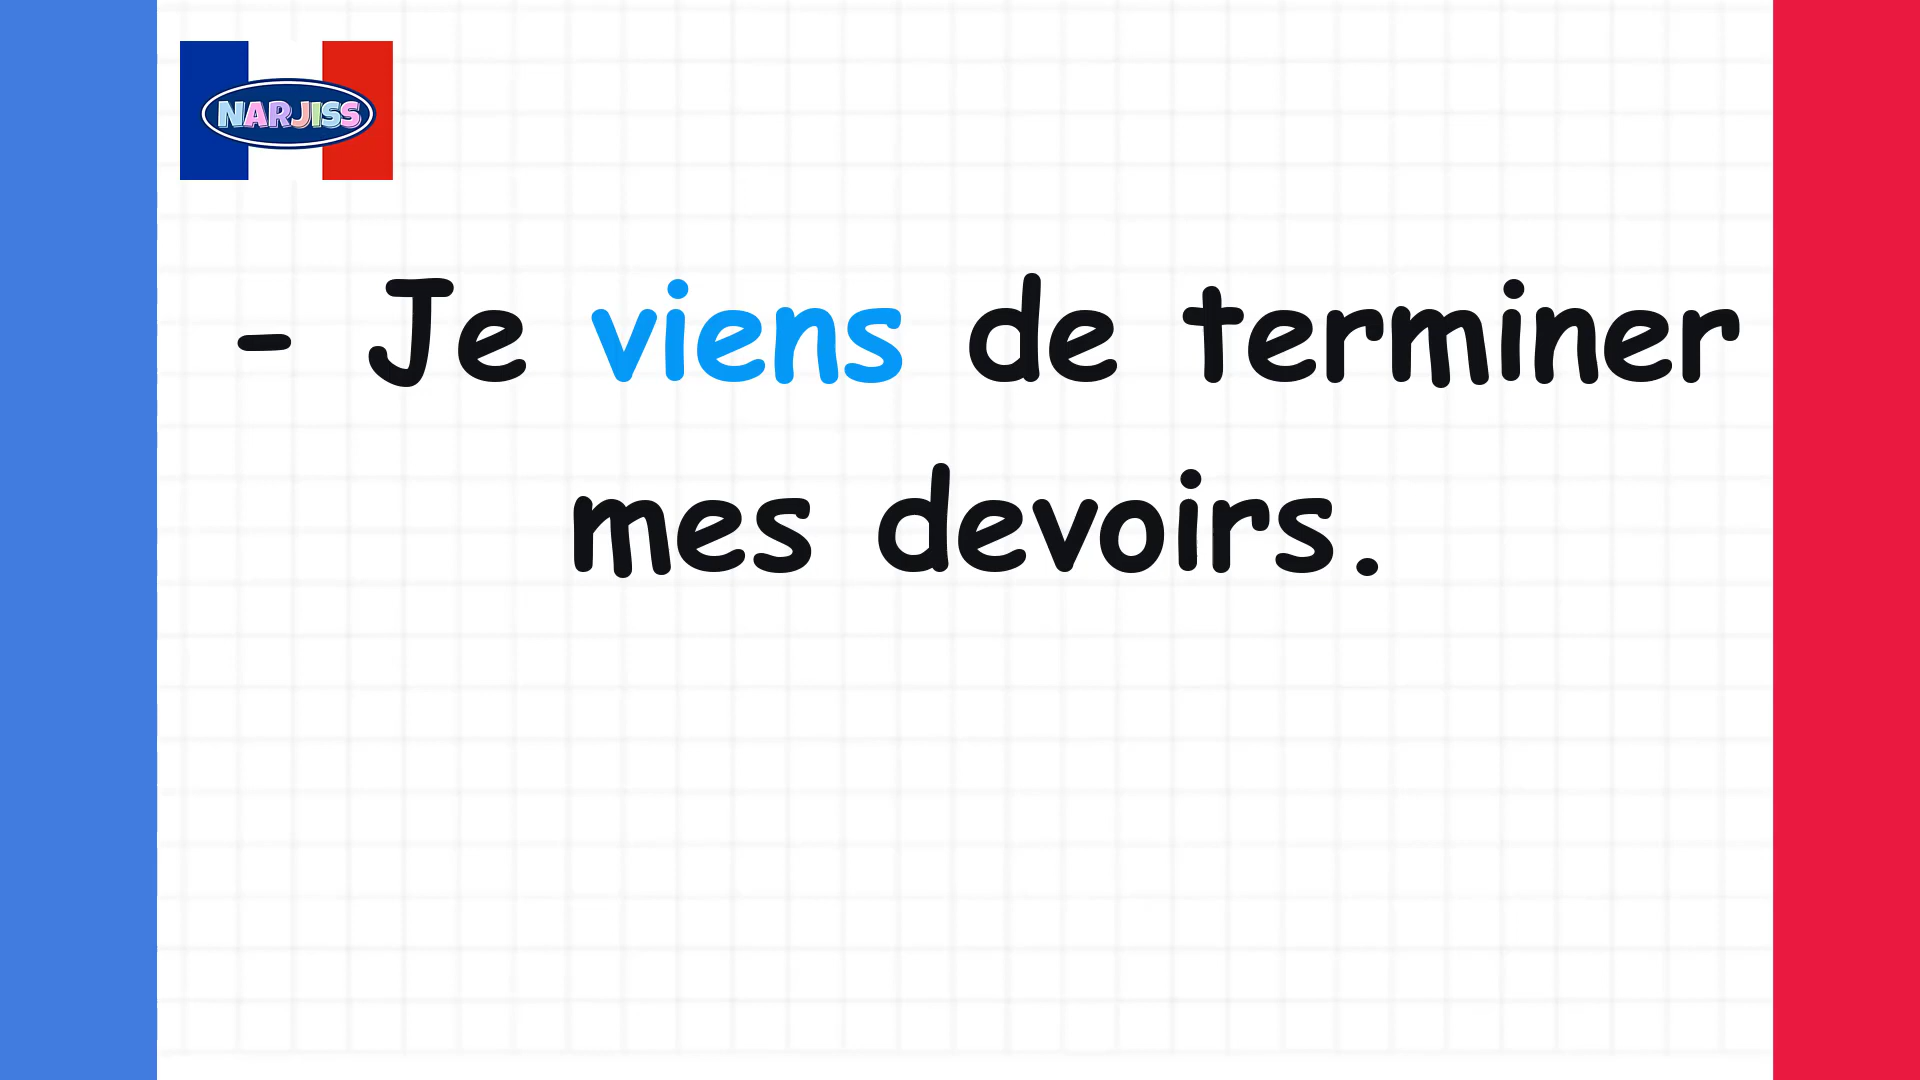 NARJISS
- Je viens de terminer
mes devoirs.